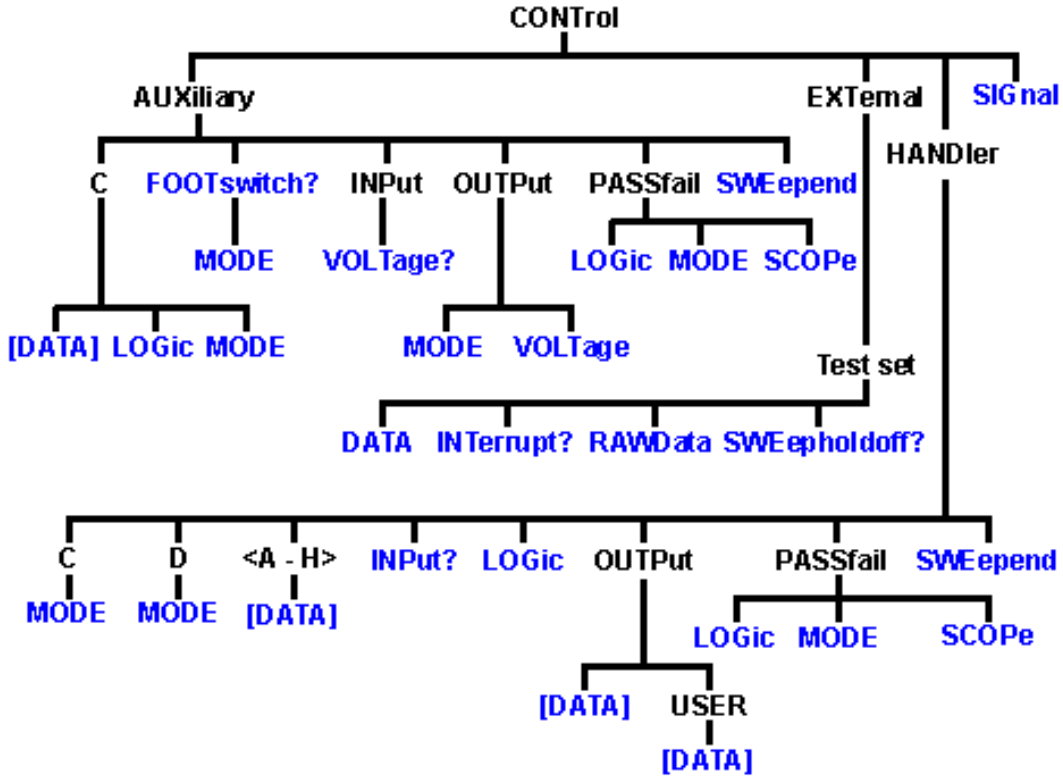 CONTrol
AUXiliary EXTernal SIGnal
HANDler
C FOOTswitch? INPut OUTPut PASSfail SWEepend
MODE VOLTage? LOGic MODE SCOPe
[DATA] LOGic MODE MODE VOLTage
Test set
DATA INTerrupt? RAWData SWEepholdoff?
C D <A - H> INPut? LOGic OUTPut PASSfail SWEepend
MODE MODE [DATA]
LOGic MODE SCOPe
[DATA] USER
[DATA]